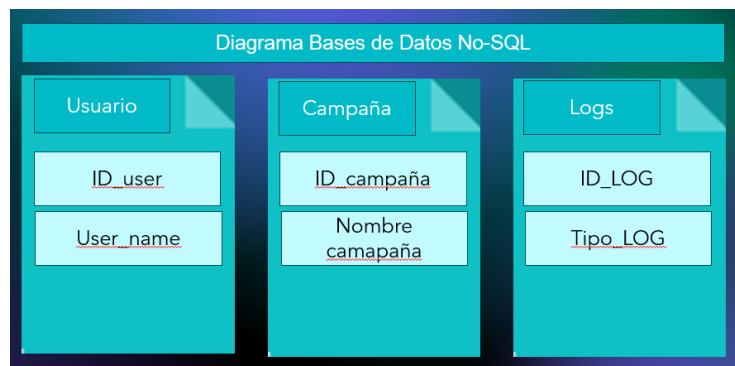 Diagrama Bases de Datos No-SQL
Usuario
ID_user
User_name
Campaña
ID_campaña
Nombre
camapaña
Logs
ID_LOG
Tipo_LOG